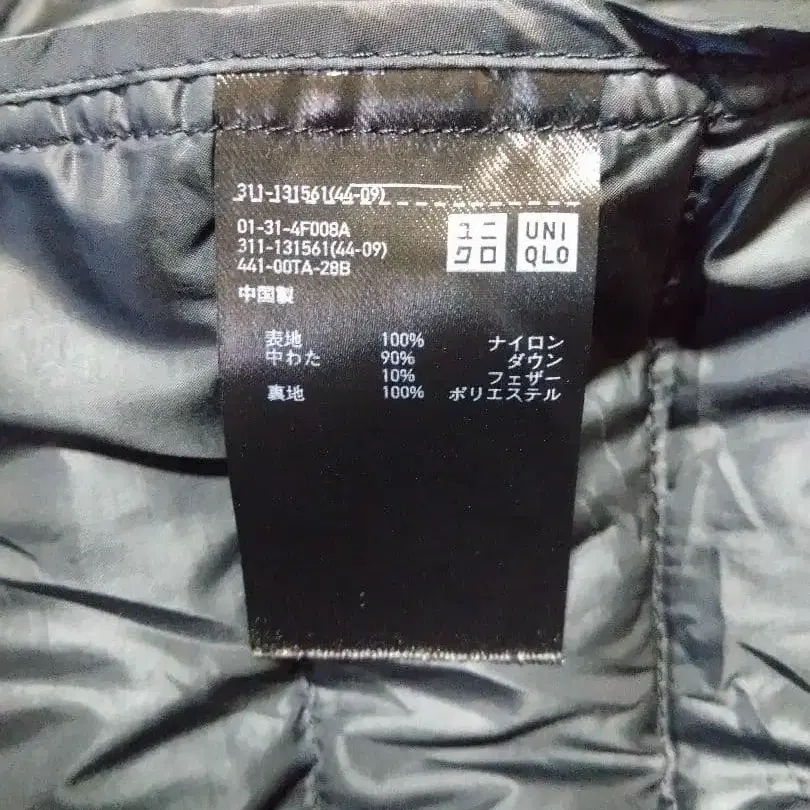 311-131561(44-09)
01-31-4F008A
311-131561(44-09)
441-00TA-28B
中国製
ユニ
クロ
UNI
QLO
表地 100% ナイロン
中わた 90% ダウン
10% フェザー
裏地 100% ポリエステル